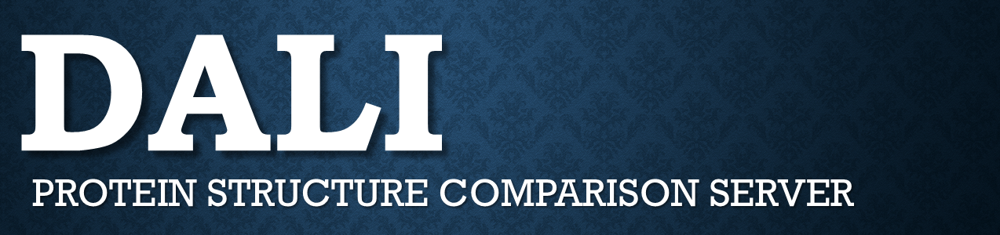 DALI
PROTEIN STRUCTURE COMPARISON SERVER